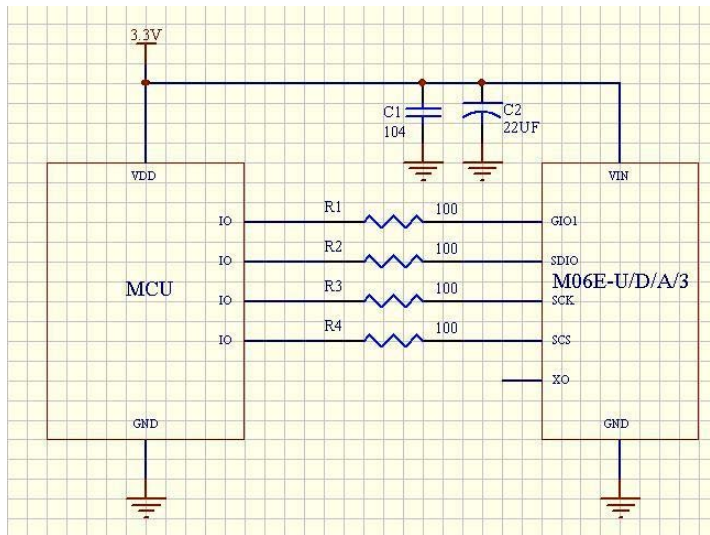 3.3V
C1
104
C2
22UF
VDD
VIN
IO
R1
100
GIO1
IO
R2
100
SDIO
MCU
M06E-U/D/A/3
IO
R3
100
SCK
IO
R4
100
SCS
XO
GND
GND